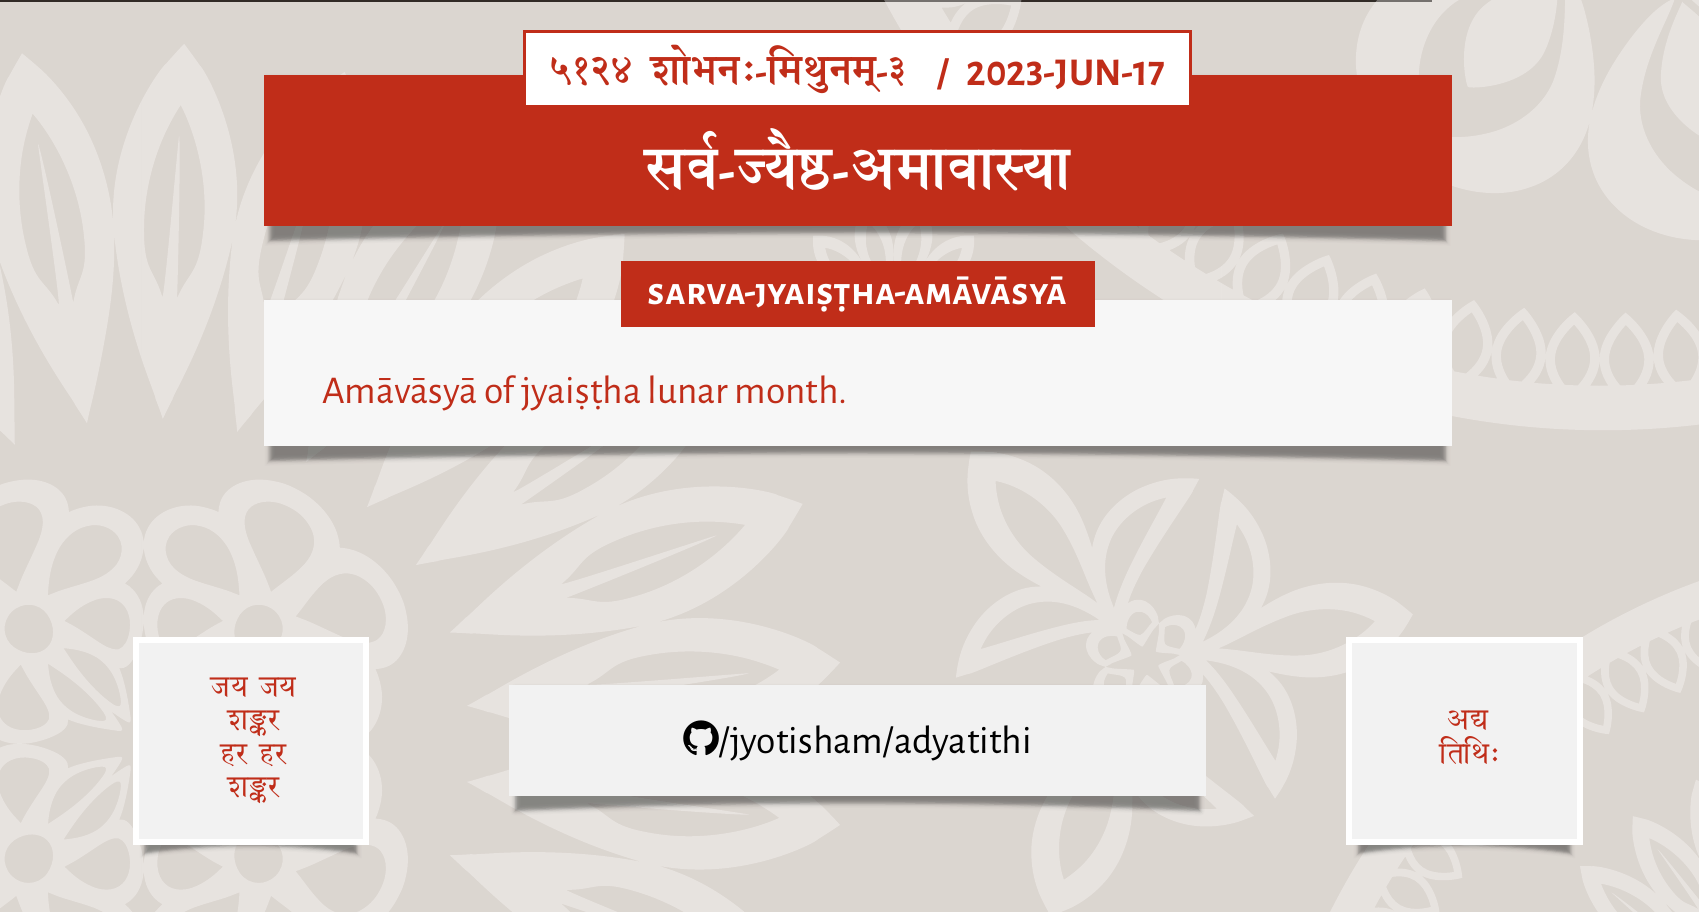 ५१२४ शोभनः-मिथुनम्-३ / 2023-JUN-17
सर्व-ज्यैष्ठ-अमावास्या
SARVA-JYAIṢṬHA-AMĀVĀSYĀ
Amāvāsyā of jyaiṣṭha lunar month.
जय जय
शङ्कर
हर हर
शङ्कर
/jyotisham/adyatithi
अद्य
तिथिः